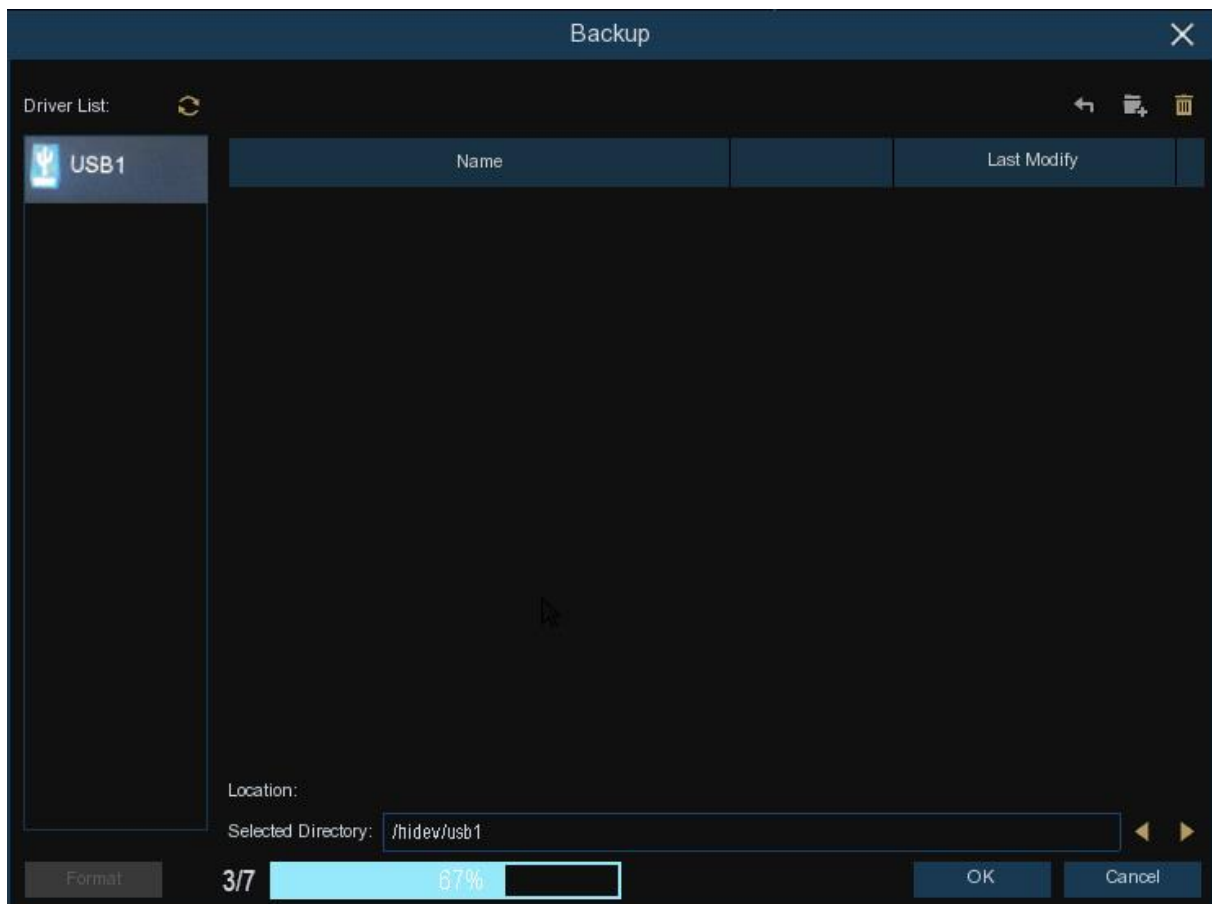 Backup
Driver List:
USB1
Name
Last Modify
Location:
Selected Directory: /hidev/usb1
Format
3/7
67%
OK
Cancel